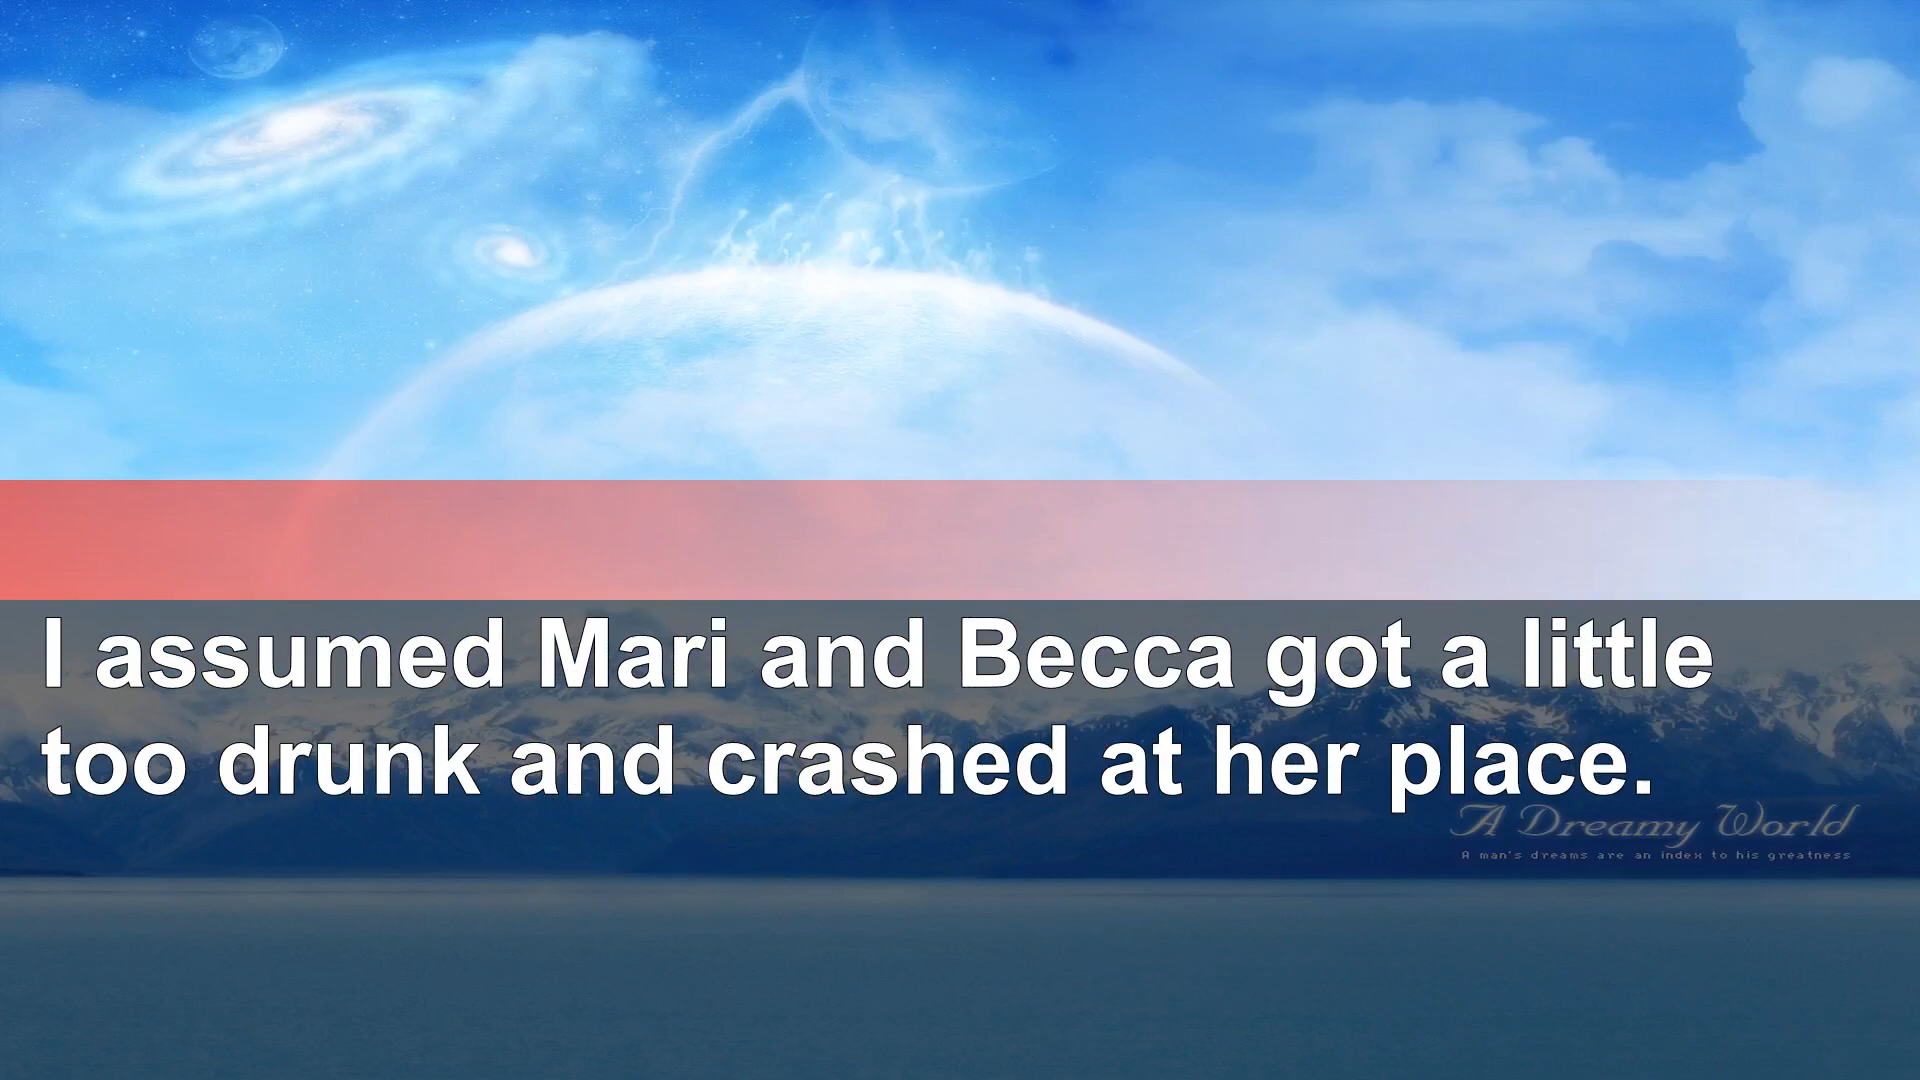 I assumed Mari and Becca got a little
too drunk and crashed at her place.
A Dreamy World
A man's dreams are an index to his greatness